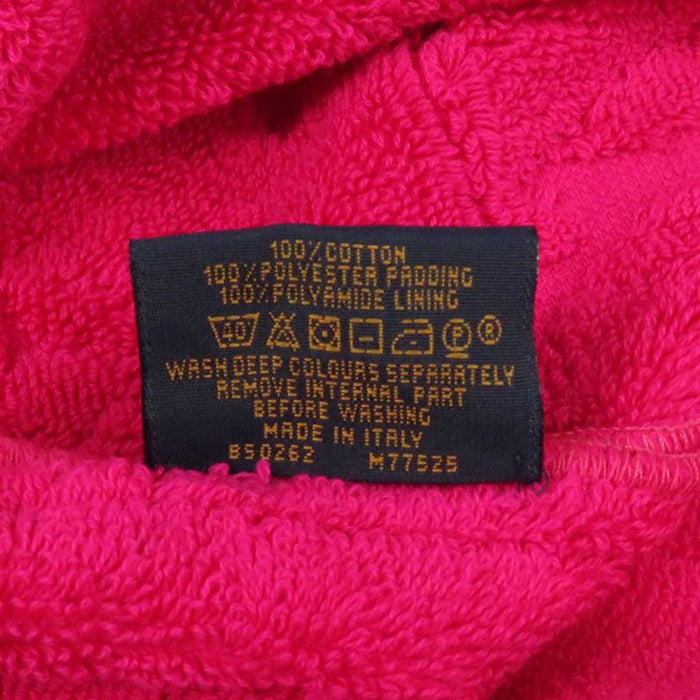 100%COTTON
100%POLYESTER PADDING
100%POLYAMIDE LINING
40 P ®
WASH DEEP COLOURS SEPARATELY
REMOVE INTERNAL PART
BEFORE WASHING
MADE IN ITALY
B50262 M77525